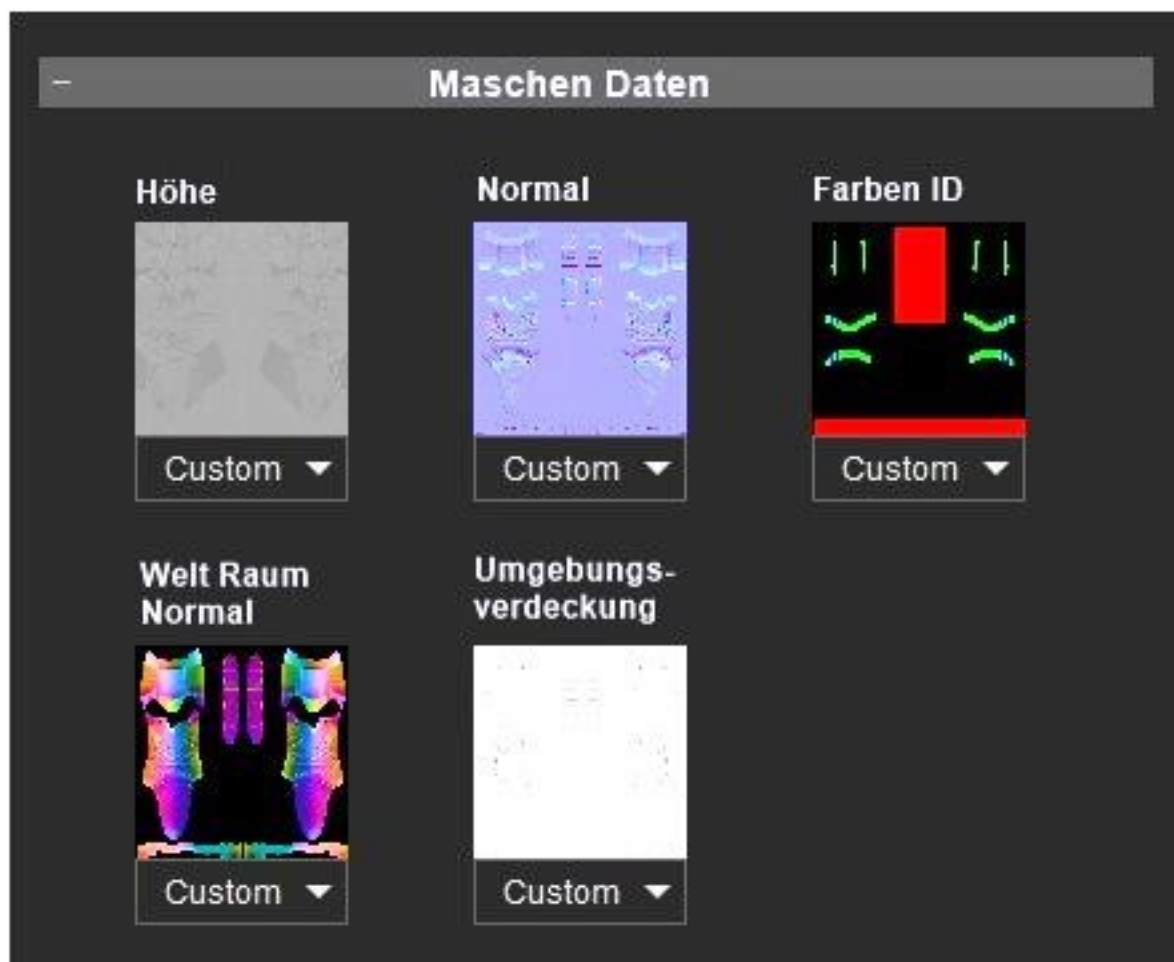 Maschen Daten
Höhe
Normal
Farben ID
Custom
Custom
Custom
Welt Raum
Normal
Umgebungs-
verdeckung
Custom
Custom